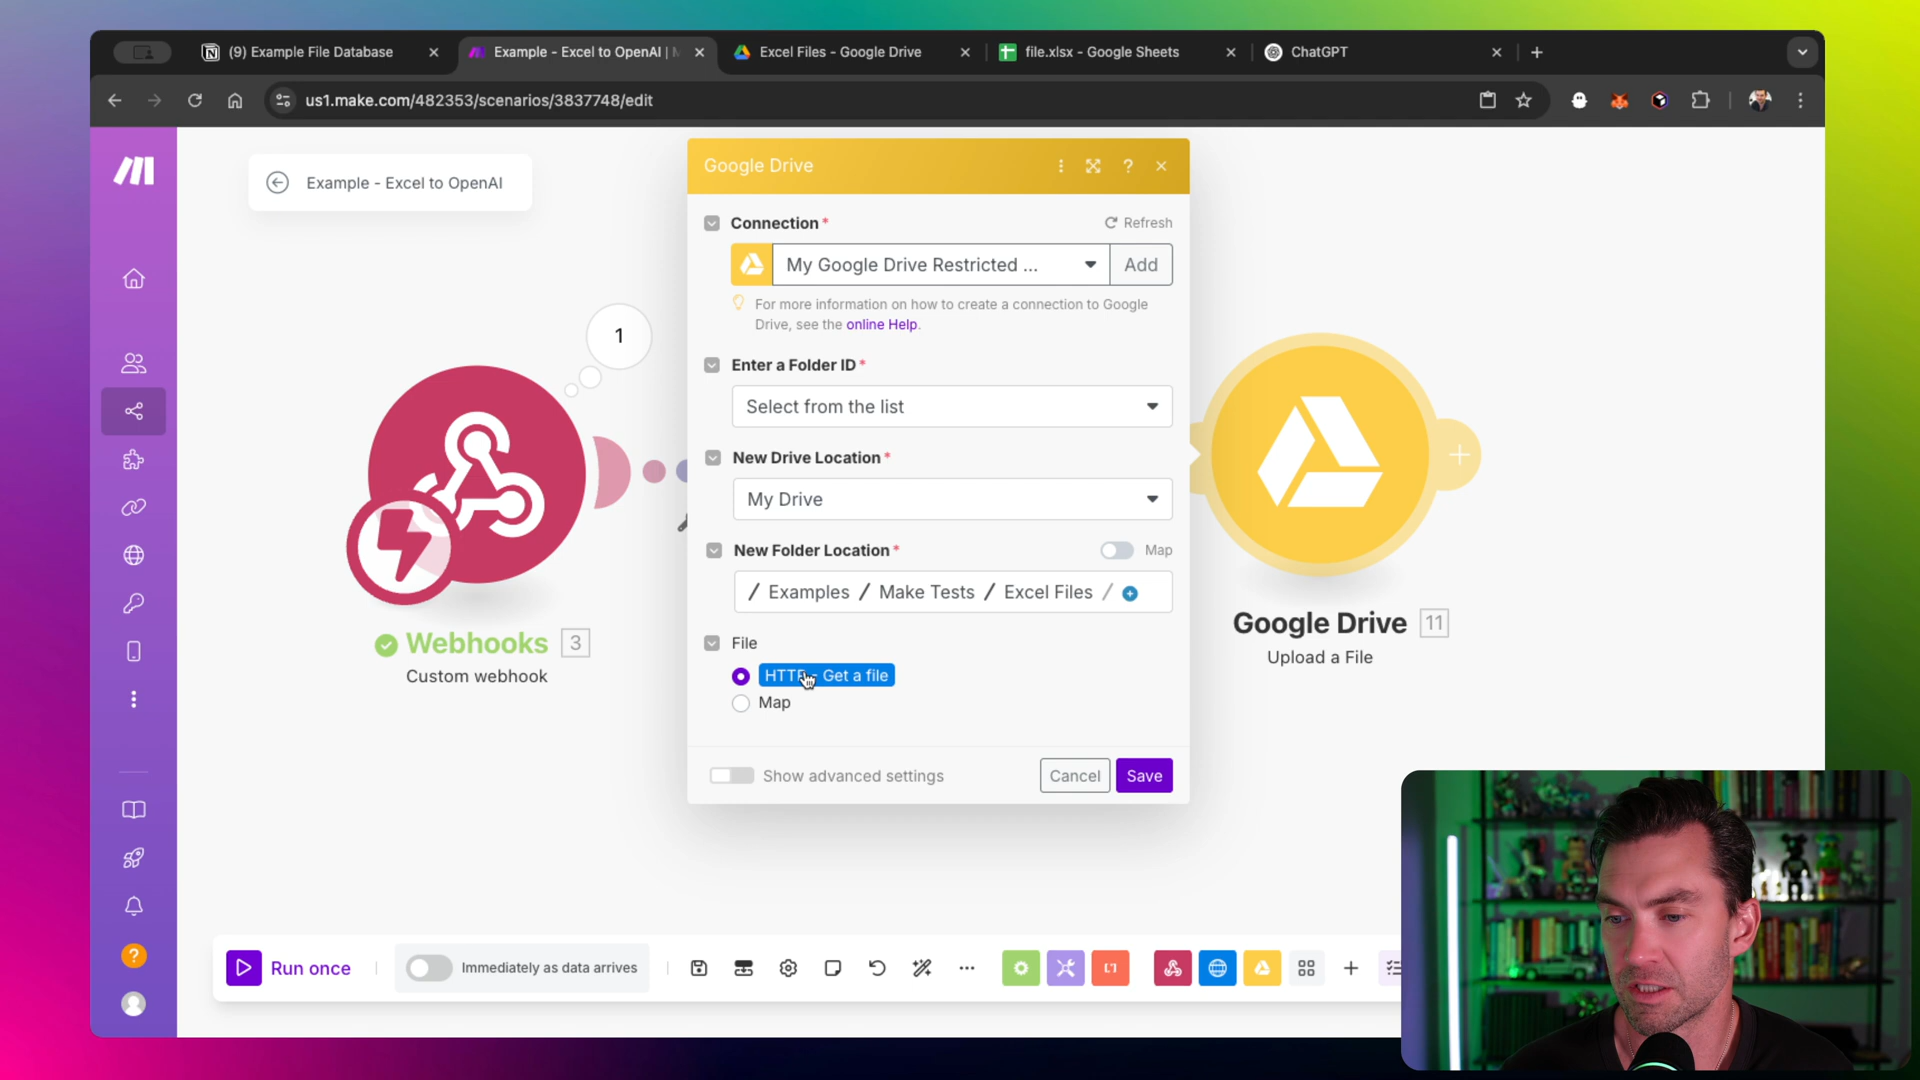 (9) Example File Database
Example - Excel to OpenAI | M
Excel Files - Google Drive
file.xlsx - Google Sheets
ChatGPT
us1.make.com/482353/scenarios/3837748/edit
Example - Excel to OpenAI
Google Drive
Connection*
Refresh
My Google Drive Restricted ...
Add
For more information on how to create a connection to Google
Drive, see the online Help.
Enter a Folder ID*
Select from the list
New Drive Location*
My Drive
New Folder Location*
Map
/ Examples / Make Tests / Excel Files /
File
HTTP - Get a file
Map
Show advanced settings
Cancel
Save
1
Webhooks
3
Custom webhook
Google Drive
11
Upload a File
Run once
Immediately as data arrives